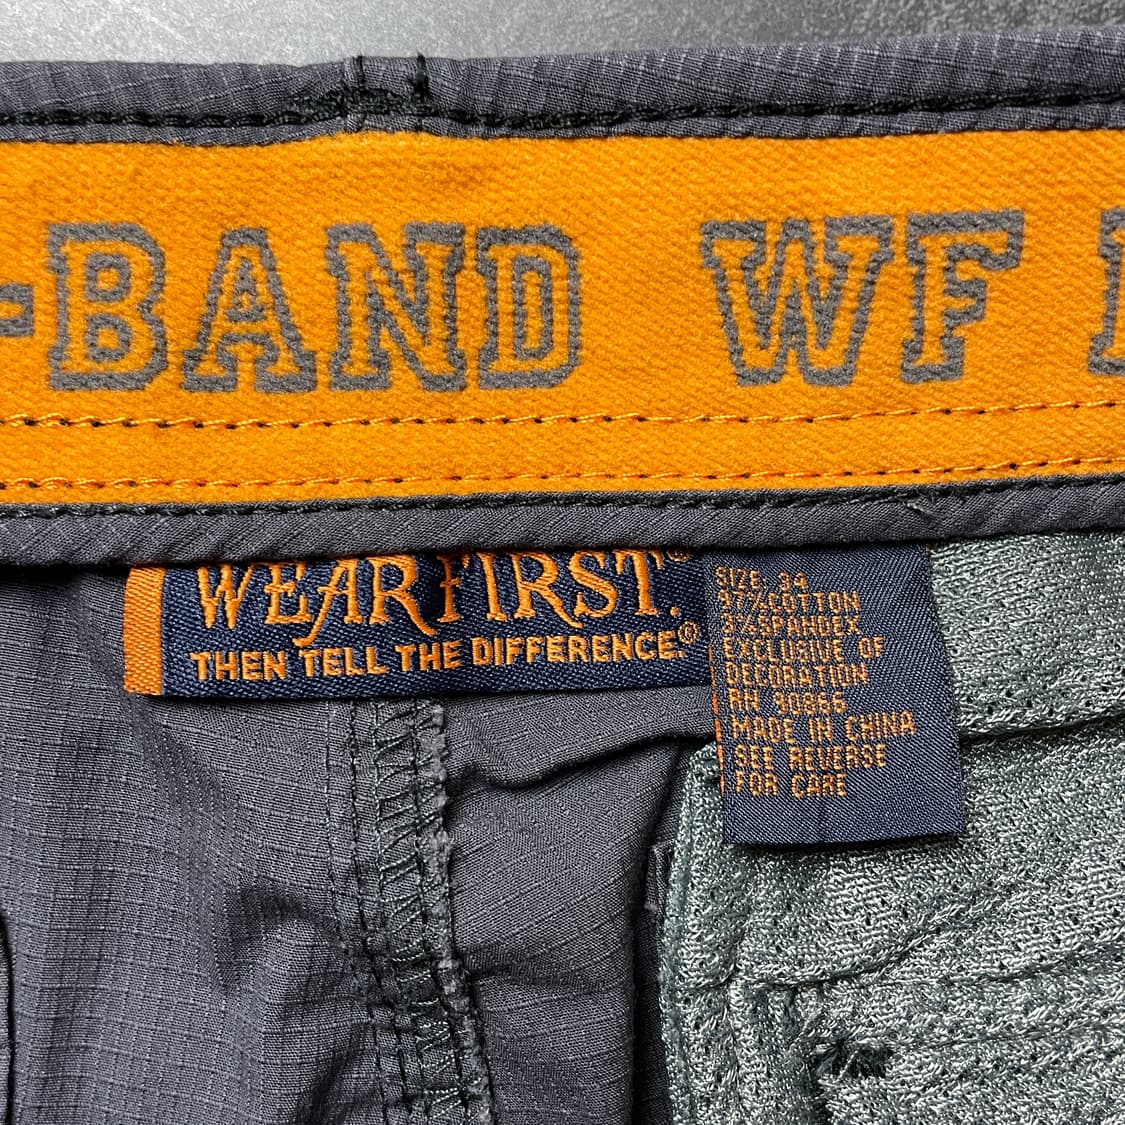 -BAND WF
WEARFIRST.®
THEN TELL THE DIFFERENCE.®
SIZE: 34
97%COTTON
3%SPANDEX
EXCLUSIVE OF
DECORATION
RN 90966
MADE IN CHINA
SEE REVERSE
FOR CARE